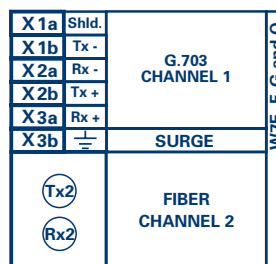 X1a Shld.
X1b Tx -
X2a Rx -
X2b Tx +
X3a Rx +
X3b
G.703
CHANNEL 1
SURGE
Tx2
Rx2
FIBER
CHANNEL 2